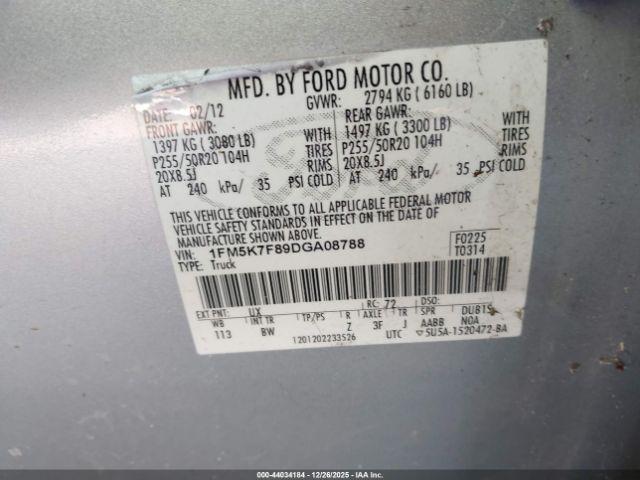 MFD. BY FORD MOTOR CO.
DATE: 02/12 GVWR: 2794 KG ( 6160 LB)
FRONT GAWR: REAR GAWR:
1397 KG ( 3080 LB) WITH 1497 KG ( 3300 LB) WITH
P255/50R20 104H TIRES P255/50R20 104H TIRES
20X8.5J RIMS 20X8.5J RIMS
AT 240 kPa/ 35 PSI COLD AT 240 kPa/ 35 PSI COLD
THIS VEHICLE CONFORMS TO ALL APPLICABLE FEDERAL MOTOR
VEHICLE SAFETY STANDARDS IN EFFECT ON THE DATE OF
MANUFACTURE SHOWN ABOVE.
VIN: 1FM5K7F89DGA08788 F0225
TYPE: Truck T0314
EXT PNT: UX RC: 72 DSO:
WB INT TR TP/PS R AXLE TR SPR DUB15
113 BW Z 3F J AABB NOA
1201202233526 UTC 5U5A-1520472-BA
000-44034184 - 12/26/2025 - IAA, Inc.